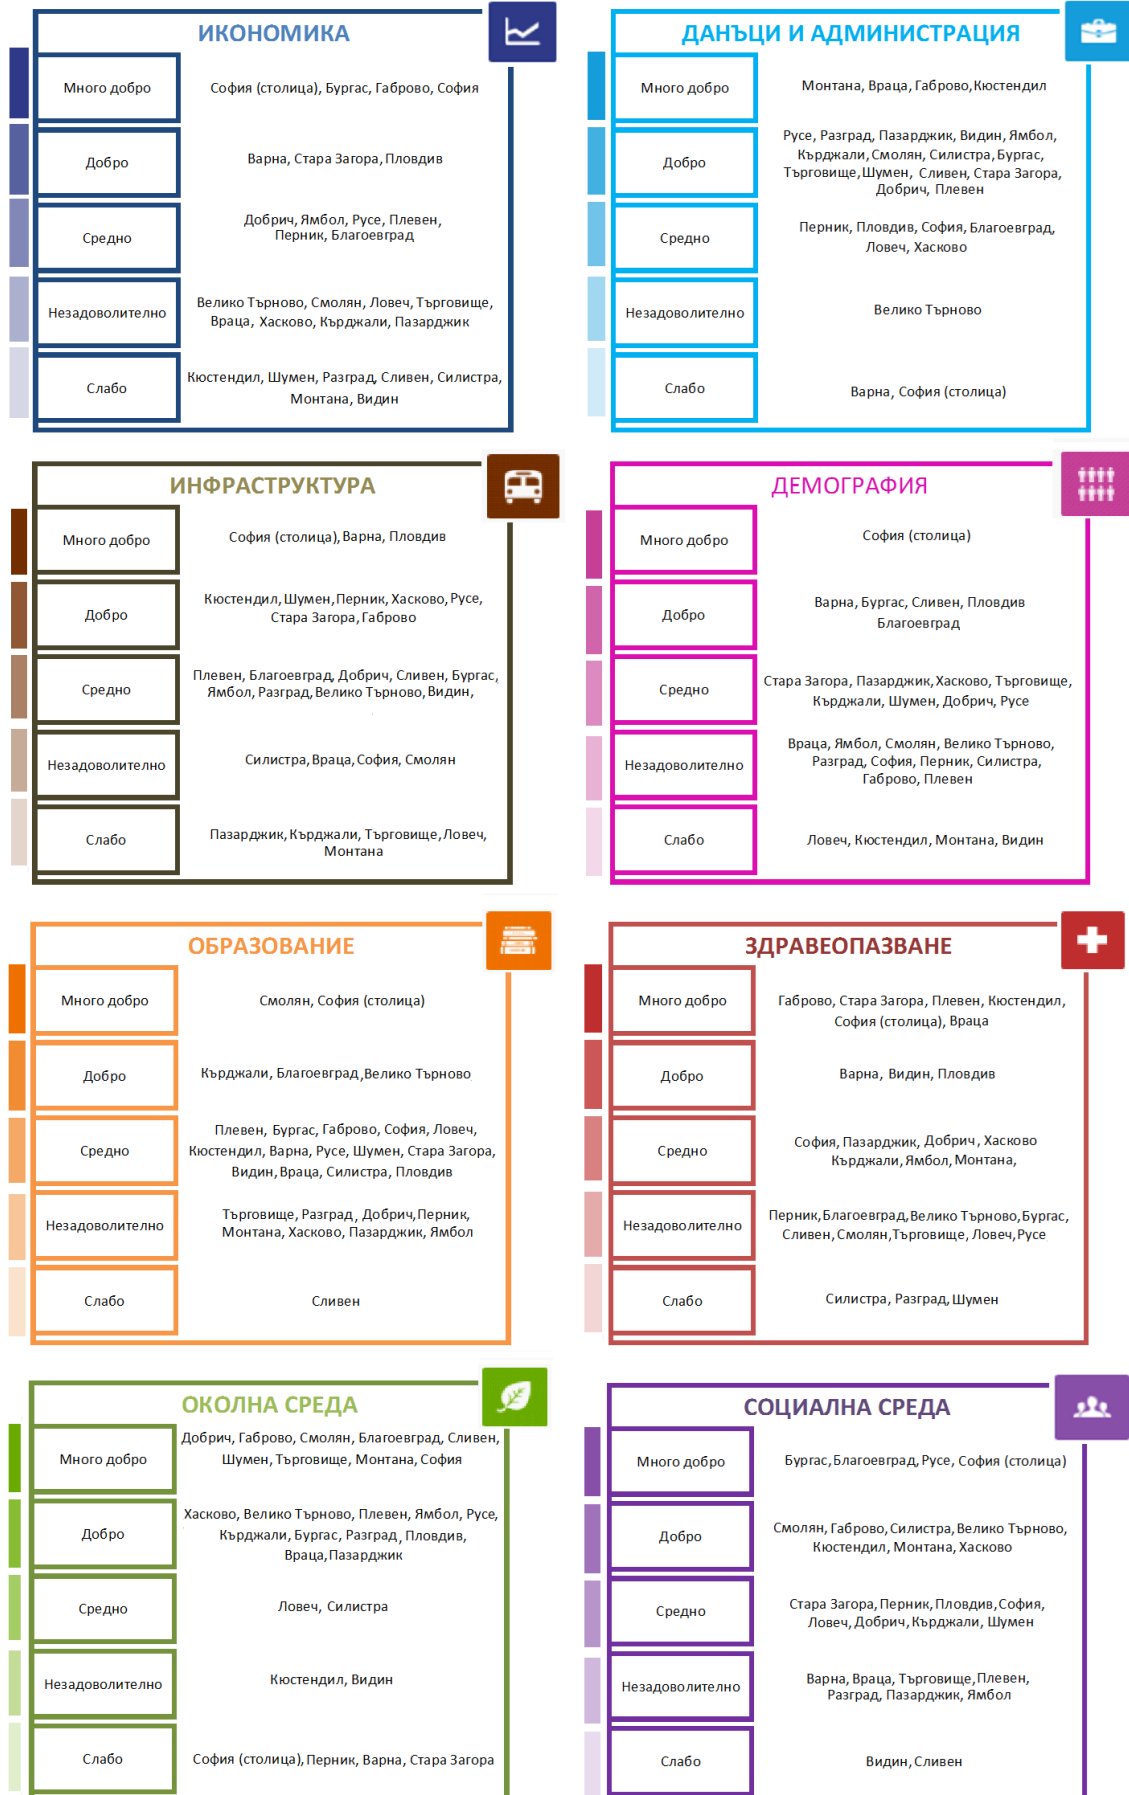 ИКОНОМИКА
Много добро
София (столица), Бургас, Габрово, София
Добро
Варна, Стара Загора, Пловдив
Средно
Добрич, Ямбол, Русе, Плевен,
Перник, Благоевград
Незадоволително
Велико Търново, Смолян, Ловеч, Търговище,
Враца, Хасково, Кърджали, Пазарджик
Слабо
Кюстендил, Шумен, Разград, Сливен, Силистра,
Монтана, Видин
ДАНЪЦИ И АДМИНИСТРАЦИЯ
Много добро
Монтана, Враца, Габрово, Кюстендил
Добро
Русе, Разград, Пазарджик, Видин, Ямбол,
Кърджали, Смолян, Силистра, Бургас,
Търговище, Шумен, Сливен, Стара Загора,
Добрич, Плевен
Средно
Перник, Пловдив, София, Благоевград,
Ловеч, Хасково
Незадоволително
Велико Търново
Слабо
Варна, София (столица)
ИНФРАСТРУКТУРА
Много добро
София (столица), Варна, Пловдив
Добро
Кюстендил, Шумен, Перник, Хасково, Русе,
Стара Загора, Габрово
Средно
Плевен, Благоевград, Добрич, Сливен, Бургас,
Ямбол, Разград, Велико Търново, Видин,
Незадоволително
Силистра, Враца, София, Смолян
Слабо
Пазарджик, Кърджали, Търговище, Ловеч,
Монтана
ДЕМОГРАФИЯ
Много добро
София (столица)
Добро
Варна, Бургас, Сливен, Пловдив
Благоевград
Средно
Стара Загора, Пазарджик, Хасково, Търговище,
Кърджали, Шумен, Добрич, Русе
Незадоволително
Враца, Ямбол, Смолян, Велико Търново,
Разград, София, Перник, Силистра,
Габрово, Плевен
Слабо
Ловеч, Кюстендил, Монтана, Видин
ОБРАЗОВАНИЕ
Много добро
Смолян, София (столица)
Добро
Кърджали, Благоевград, Велико Търново
Средно
Плевен, Бургас, Габрово, София, Ловеч,
Кюстендил, Варна, Русе, Шумен, Стара Загора,
Видин, Враца, Силистра, Пловдив
Незадоволително
Търговище, Разград, Добрич, Перник,
Монтана, Хасково, Пазарджик, Ямбол
Слабо
Сливен
ЗДРАВЕОПАЗВАНЕ
Много добро
Габрово, Стара Загора, Плевен, Кюстендил,
София (столица), Враца
Добро
Варна, Видин, Пловдив
Средно
София, Пазарджик, Добрич, Хасково
Кърджали, Ямбол, Монтана,
Незадоволително
Перник, Благоевград, Велико Търново, Бургас,
Сливен, Смолян, Търговище, Ловеч, Русе
Слабо
Силистра, Разград, Шумен
ОКОЛНА СРЕДА
Много добро
Добрич, Габрово, Смолян, Благоевград, Сливен,
Шумен, Търговище, Монтана, София
Добро
Хасково, Велико Търново, Плевен, Ямбол, Русе,
Кърджали, Бургас, Разград, Пловдив,
Враца, Пазарджик
Средно
Ловеч, Силистра
Незадоволително
Кюстендил, Видин
Слабо
София (столица), Перник, Варна, Стара Загора
СОЦИАЛНА СРЕДА
Много добро
Бургас, Благоевград, Русе, София (столица)
Добро
Смолян, Габрово, Силистра, Велико Търново,
Кюстендил, Монтана, Хасково
Средно
Стара Загора, Перник, Пловдив, София,
Ловеч, Добрич, Кърджали, Шумен
Незадоволително
Варна, Враца, Търговище, Плевен,
Разград, Пазарджик, Ямбол
Слабо
Видин, Сливен